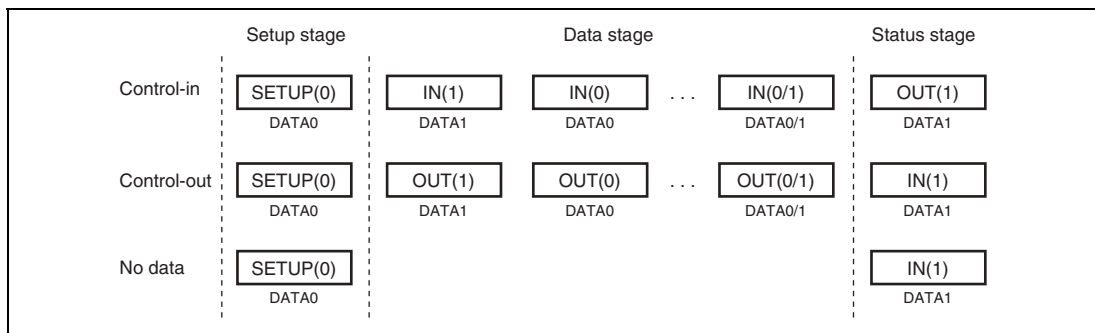 Setup stage Data stage Status stage
Control-in SETUP(0) IN(1) IN(0) . . . IN(0/1) OUT(1)
DATA0 DATA1 DATA0 DATA0/1 DATA1
Control-out SETUP(0) OUT(1) OUT(0) . . . OUT(0/1) IN(1)
DATA0 DATA1 DATA0 DATA0/1 DATA1
No data SETUP(0) IN(1)
DATA0 DATA1